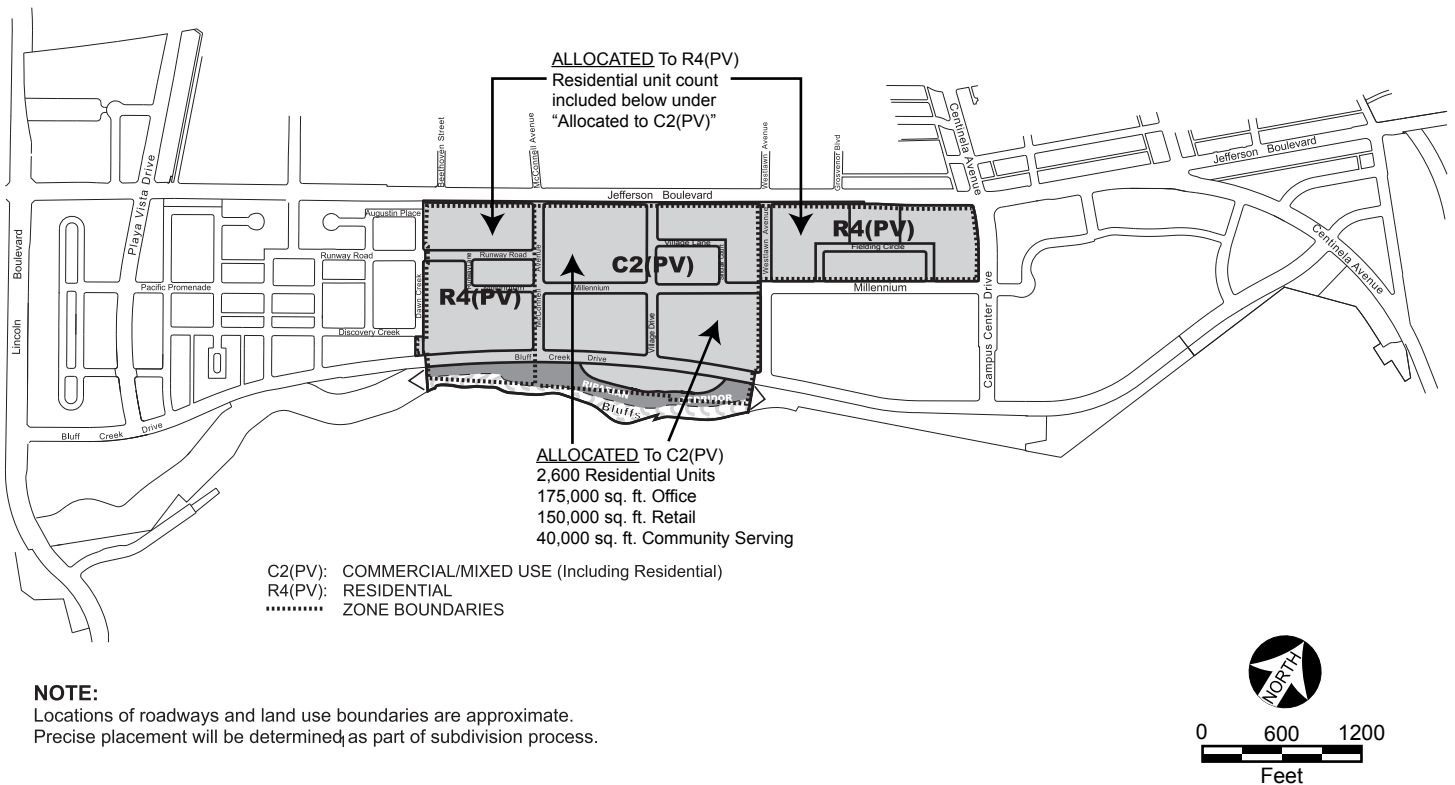 ALLOCATED To R4(PV)
Residential unit count
included below under
“Allocated to C2(PV)”
Playa Vista Drive
Beethoven Street
McConnell Avenue
Westlawn Avenue
Grosvenor Blvd
Centinela Avenue
Jefferson Boulevard
Jefferson Boulevard
Centinela Avenue
Lincoln Boulevard
Augustin Place
Runway Road
Pacific Promenade
Discovery Creek
Dawn Creek
Runway Road
McConnell Avenue
Millennium
Village Lane
Village Drive
Westlawn Avenue
Fielding Circle
Millennium
Campus Center Drive
R4(PV)
C2(PV)
R4(PV)
Bluff Creek Drive
Bluff Creek Drive
Bluffs
ALLOCATED To C2(PV)
2,600 Residential Units
175,000 sq. ft. Office
150,000 sq. ft. Retail
40,000 sq. ft. Community Serving
C2(PV): COMMERCIAL/MIXED USE (Including Residential)
R4(PV): RESIDENTIAL
ZONE BOUNDARIES
NOTE:
Locations of roadways and land use boundaries are approximate.
Precise placement will be determined as part of subdivision process.
NORTH
0 600 1200
Feet